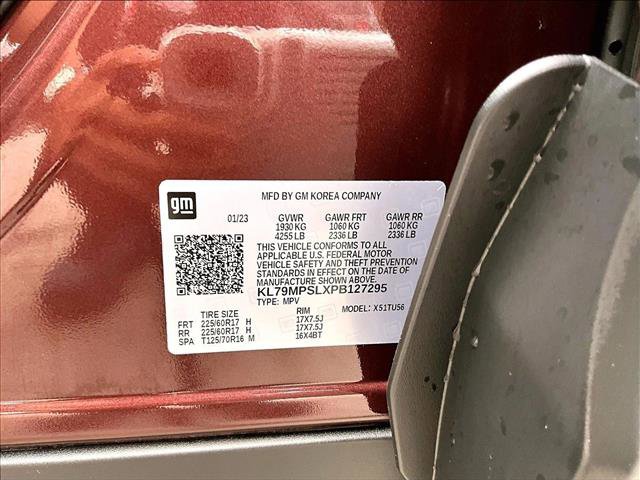 gm
MFD BY GM KOREA COMPANY
01/23 GVWR GAWR FRT GAWR RR
1930 KG 1060 KG 1060 KG
4255 LB 2336 LB 2336 LB
THIS VEHICLE CONFORMS TO ALL
APPLICABLE U.S. FEDERAL MOTOR
VEHICLE SAFETY AND THEFT PREVENTION
STANDARDS IN EFFECT ON THE DATE OF
MANUFACTURE SHOWN ABOVE.
KL79MPSLXPB127295
TYPE: MPV MODEL: X51TU56
TIRE SIZE RIM
FRT 225/60R17 H 17X7.5J
RR 225/60R17 H 17X7.5J
SPA T125/70R16 M 16X4BT